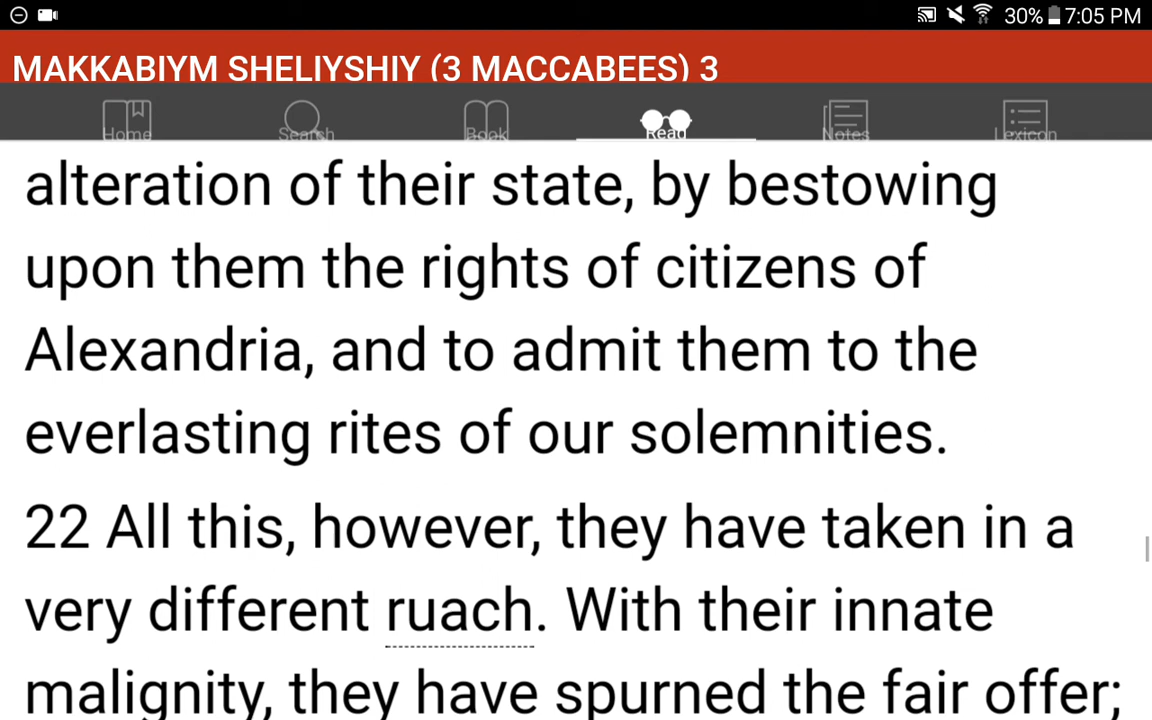 30% 7:05 PM
MAKKABIYM SHELIYSHIY (3 MACCABEES) 3
Home Search Book Read Notes Lexicon
alteration of their state, by bestowing
upon them the rights of citizens of
Alexandria, and to admit them to the
everlasting rites of our solemnities.
22 All this, however, they have taken in a
very different ruach. With their innate
malignity, they have spurned the fair offer;